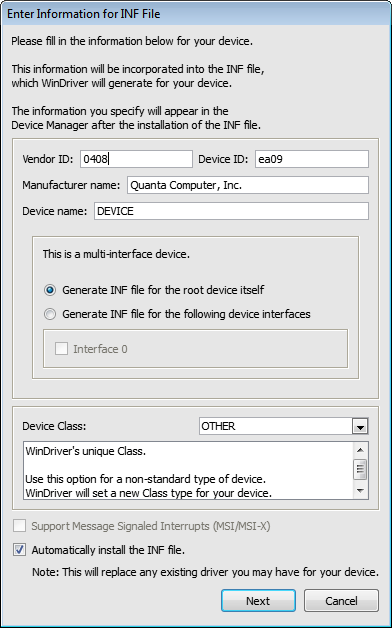 Enter Information for INF File
Please fill in the information below for your device.
This information will be incorporated into the INF file,
which WinDriver will generate for your device.
The information you specify will appear in the
Device Manager after the installation of the INF file.
Vendor ID: 0408 Device ID: ea09
Manufacturer name: Quanta Computer, Inc.
Device name: DEVICE
This is a multi-interface device.
Generate INF file for the root device itself
Generate INF file for the following device interfaces
Interface 0
Device Class: OTHER
WinDriver's unique Class.
Use this option for a non-standard type of device.
WinDriver will set a new Class type for your device.
Support Message Signaled Interrupts (MSI/MSI-X)
Automatically install the INF file.
Note: This will replace any existing driver you may have for your device.
Next Cancel